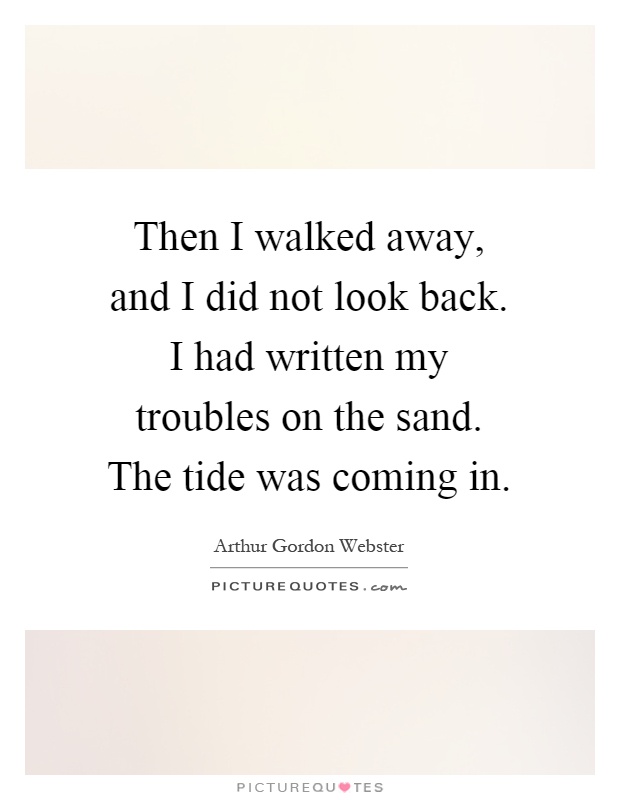 Then I walked away,
and I did not look back.
I had written my
troubles on the sand.
The tide was coming in.
Arthur Gordon Webster
PICTUREQUOTES.com
PICTUREQUOTES